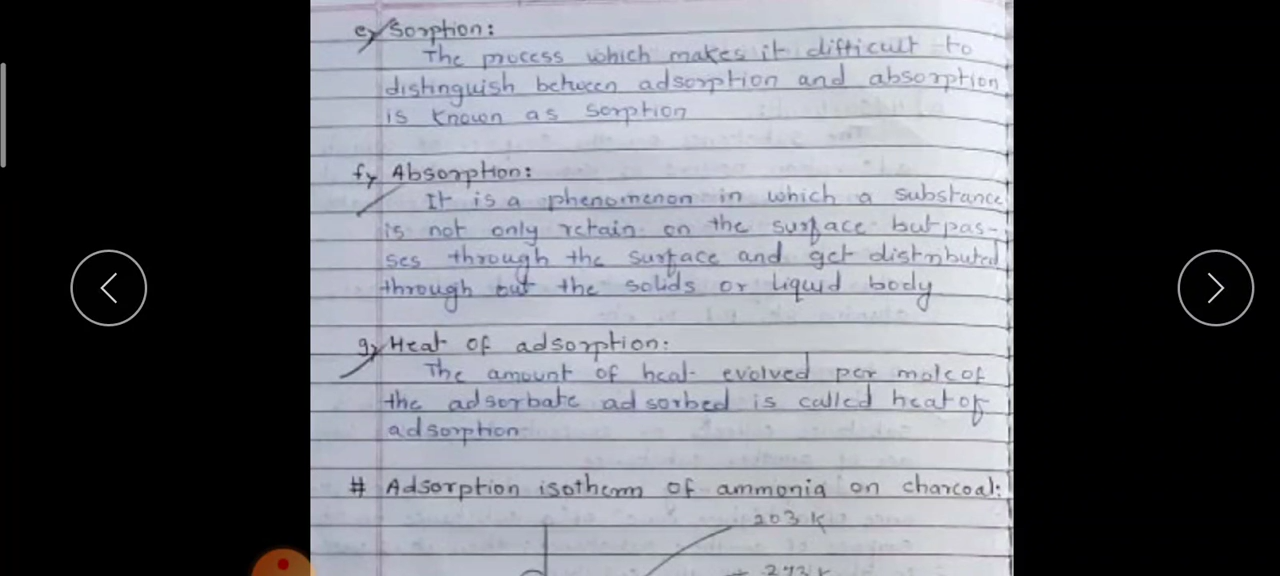 e) Sorption:
The process which makes it difficult to
distinguish between adsorption and absorption
is known as sorption
f) Absorption:
It is a phenomenon in which a substance
is not only retain on the surface but pas-
ses through the surface and get distributed
through out the solids or liquid body
g) Heat of adsorption:
The amount of heat evolved per mole of
the adsorbate adsorbed is called heat of
adsorption
# Adsorption isotherm of ammonia on charcoal:
203 K
273 K